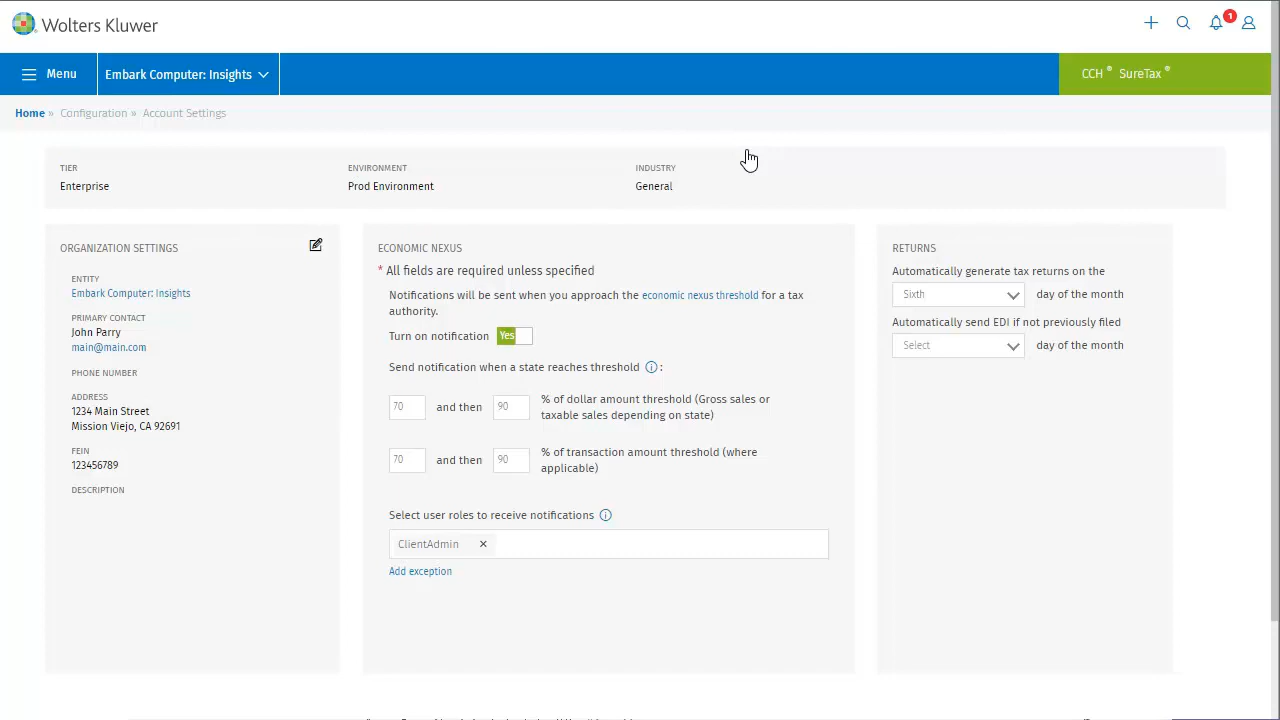 Wolters Kluwer
1
Menu
Embark Computer: Insights
CCH ® SureTax ®
Home » Configuration » Account Settings
TIER
Enterprise
ENVIRONMENT
Prod Environment
INDUSTRY
General
ORGANIZATION SETTINGS
ENTITY
Embark Computer: Insights
PRIMARY CONTACT
John Parry
main@main.com
PHONE NUMBER
ADDRESS
1234 Main Street
Mission Viejo, CA 92691
FEIN
123456789
DESCRIPTION
ECONOMIC NEXUS
* All fields are required unless specified
Notifications will be sent when you approach the economic nexus threshold for a tax
authority.
Turn on notification Yes
Send notification when a state reaches threshold ⓘ :
70 and then 90 % of dollar amount threshold (Gross sales or
taxable sales depending on state)
70 and then 90 % of transaction amount threshold (where
applicable)
Select user roles to receive notifications ⓘ
ClientAdmin ×
Add exception
RETURNS
Automatically generate tax returns on the
Sixth day of the month
Automatically send EDI if not previously filed
Select day of the month